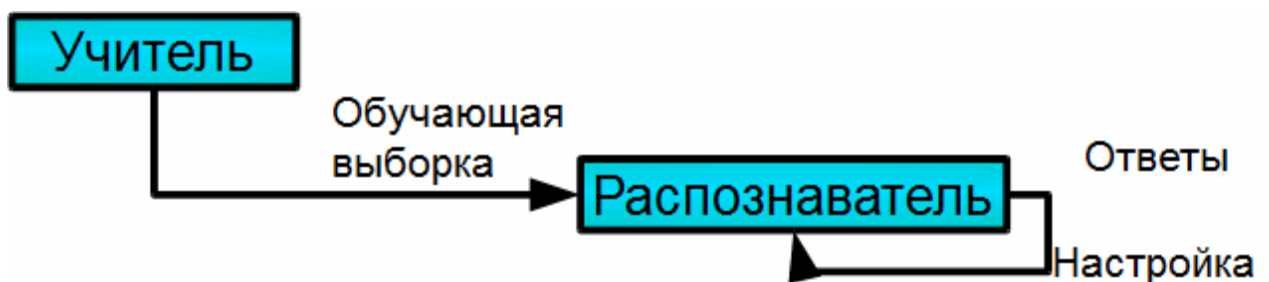 Учитель
Обучающая
выборка
Ответы
Распознаватель
Настройка